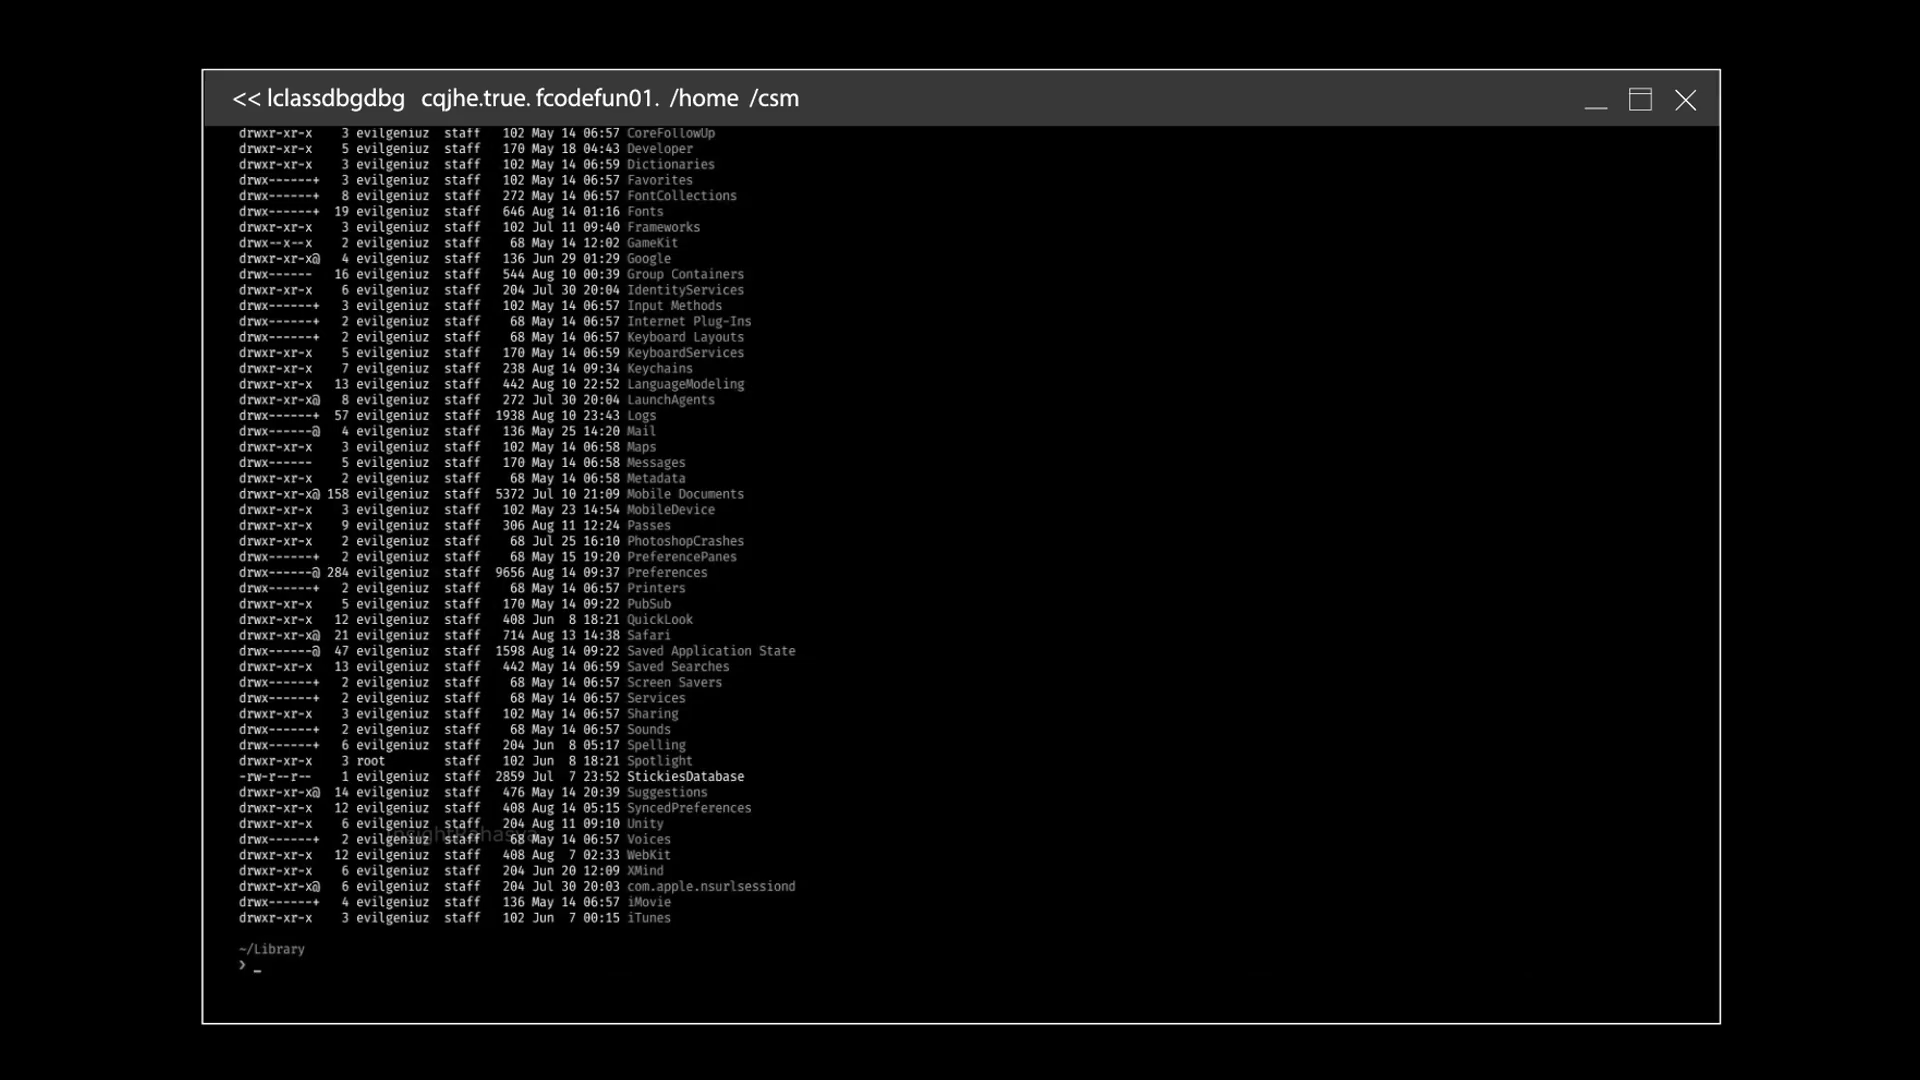 << lclassdbgdbg cqjhe.true. fcodefun01. /home /csm
drwxr-xr-x 3 evilgeniuz staff 102 May 14 06:57 CoreFollowUp
drwxr-xr-x 5 evilgeniuz staff 170 May 18 04:43 Developer
drwxr-xr-x 3 evilgeniuz staff 102 May 14 06:59 Dictionaries
drwx------+ 3 evilgeniuz staff 102 May 14 06:57 Favorites
drwx------+ 8 evilgeniuz staff 272 May 14 06:57 FontCollections
drwx------+ 19 evilgeniuz staff 646 Aug 14 01:16 Fonts
drwxr-xr-x 3 evilgeniuz staff 102 Jul 11 09:40 Frameworks
drwx--x--x 2 evilgeniuz staff 68 May 14 12:02 GameKit
drwxr-xr-x@ 4 evilgeniuz staff 136 Jun 29 01:29 Google
drwx------ 16 evilgeniuz staff 544 Aug 10 00:39 Group Containers
drwxr-xr-x 6 evilgeniuz staff 204 Jul 30 20:04 IdentityServices
drwx------+ 3 evilgeniuz staff 102 May 14 06:57 Input Methods
drwx------+ 2 evilgeniuz staff 68 May 14 06:57 Internet Plug-Ins
drwx------+ 2 evilgeniuz staff 68 May 14 06:57 Keyboard Layouts
drwxr-xr-x 5 evilgeniuz staff 170 May 14 06:59 KeyboardServices
drwxr-xr-x 7 evilgeniuz staff 238 Aug 14 09:34 Keychains
drwxr-xr-x 13 evilgeniuz staff 442 Aug 10 22:52 LanguageModeling
drwxr-xr-x@ 8 evilgeniuz staff 272 Jul 30 20:04 LaunchAgents
drwx------+ 57 evilgeniuz staff 1938 Aug 10 23:43 Logs
drwx------@ 4 evilgeniuz staff 136 May 25 14:20 Mail
drwxr-xr-x 3 evilgeniuz staff 102 May 14 06:58 Maps
drwx------ 5 evilgeniuz staff 170 May 14 06:58 Messages
drwxr-xr-x 2 evilgeniuz staff 68 May 14 06:58 Metadata
drwxr-xr-x@ 158 evilgeniuz staff 5372 Jul 10 21:09 Mobile Documents
drwxr-xr-x 3 evilgeniuz staff 102 May 23 14:54 MobileDevice
drwxr-xr-x 9 evilgeniuz staff 306 Aug 11 12:24 Passes
drwxr-xr-x 2 evilgeniuz staff 68 Jul 25 16:10 PhotoshopCrashes
drwx------+ 2 evilgeniuz staff 68 May 15 19:20 PreferencePanes
drwx------@ 284 evilgeniuz staff 9656 Aug 14 09:37 Preferences
drwx------+ 2 evilgeniuz staff 68 May 14 06:57 Printers
drwxr-xr-x 5 evilgeniuz staff 170 May 14 09:22 PubSub
drwxr-xr-x 12 evilgeniuz staff 408 Jun 8 18:21 QuickLook
drwxr-xr-x@ 21 evilgeniuz staff 714 Aug 13 14:38 Safari
drwx------@ 47 evilgeniuz staff 1598 Aug 14 09:22 Saved Application State
drwxr-xr-x 13 evilgeniuz staff 442 May 14 06:59 Saved Searches
drwx------+ 2 evilgeniuz staff 68 May 14 06:57 Screen Savers
drwx------+ 2 evilgeniuz staff 68 May 14 06:57 Services
drwxr-xr-x 3 evilgeniuz staff 102 May 14 06:57 Sharing
drwx------+ 2 evilgeniuz staff 68 May 14 06:57 Sounds
drwx------+ 6 evilgeniuz staff 204 Jun 8 05:17 Spelling
drwxr-xr-x 3 root staff 102 Jun 8 18:21 Spotlight
-rw-r--r-- 1 evilgeniuz staff 2859 Jul 7 23:52 StickiesDatabase
drwxr-xr-x@ 14 evilgeniuz staff 476 May 14 20:39 Suggestions
drwxr-xr-x 12 evilgeniuz staff 408 Aug 14 05:15 SyncedPreferences
drwxr-xr-x 6 evilgeniuz staff 204 Aug 11 09:10 Unity
drwx------+ 2 evilgeniuz staff 68 May 14 06:57 Voices
drwxr-xr-x 12 evilgeniuz staff 408 Aug 7 02:33 WebKit
drwxr-xr-x 6 evilgeniuz staff 204 Jun 20 12:09 XMind
drwxr-xr-x@ 6 evilgeniuz staff 204 Jul 30 20:03 com.apple.nsurlsessiond
drwx------+ 4 evilgeniuz staff 136 May 14 06:57 iMovie
drwxr-xr-x 3 evilgeniuz staff 102 Jun 7 00:15 iTunes
~/Library
❯ _